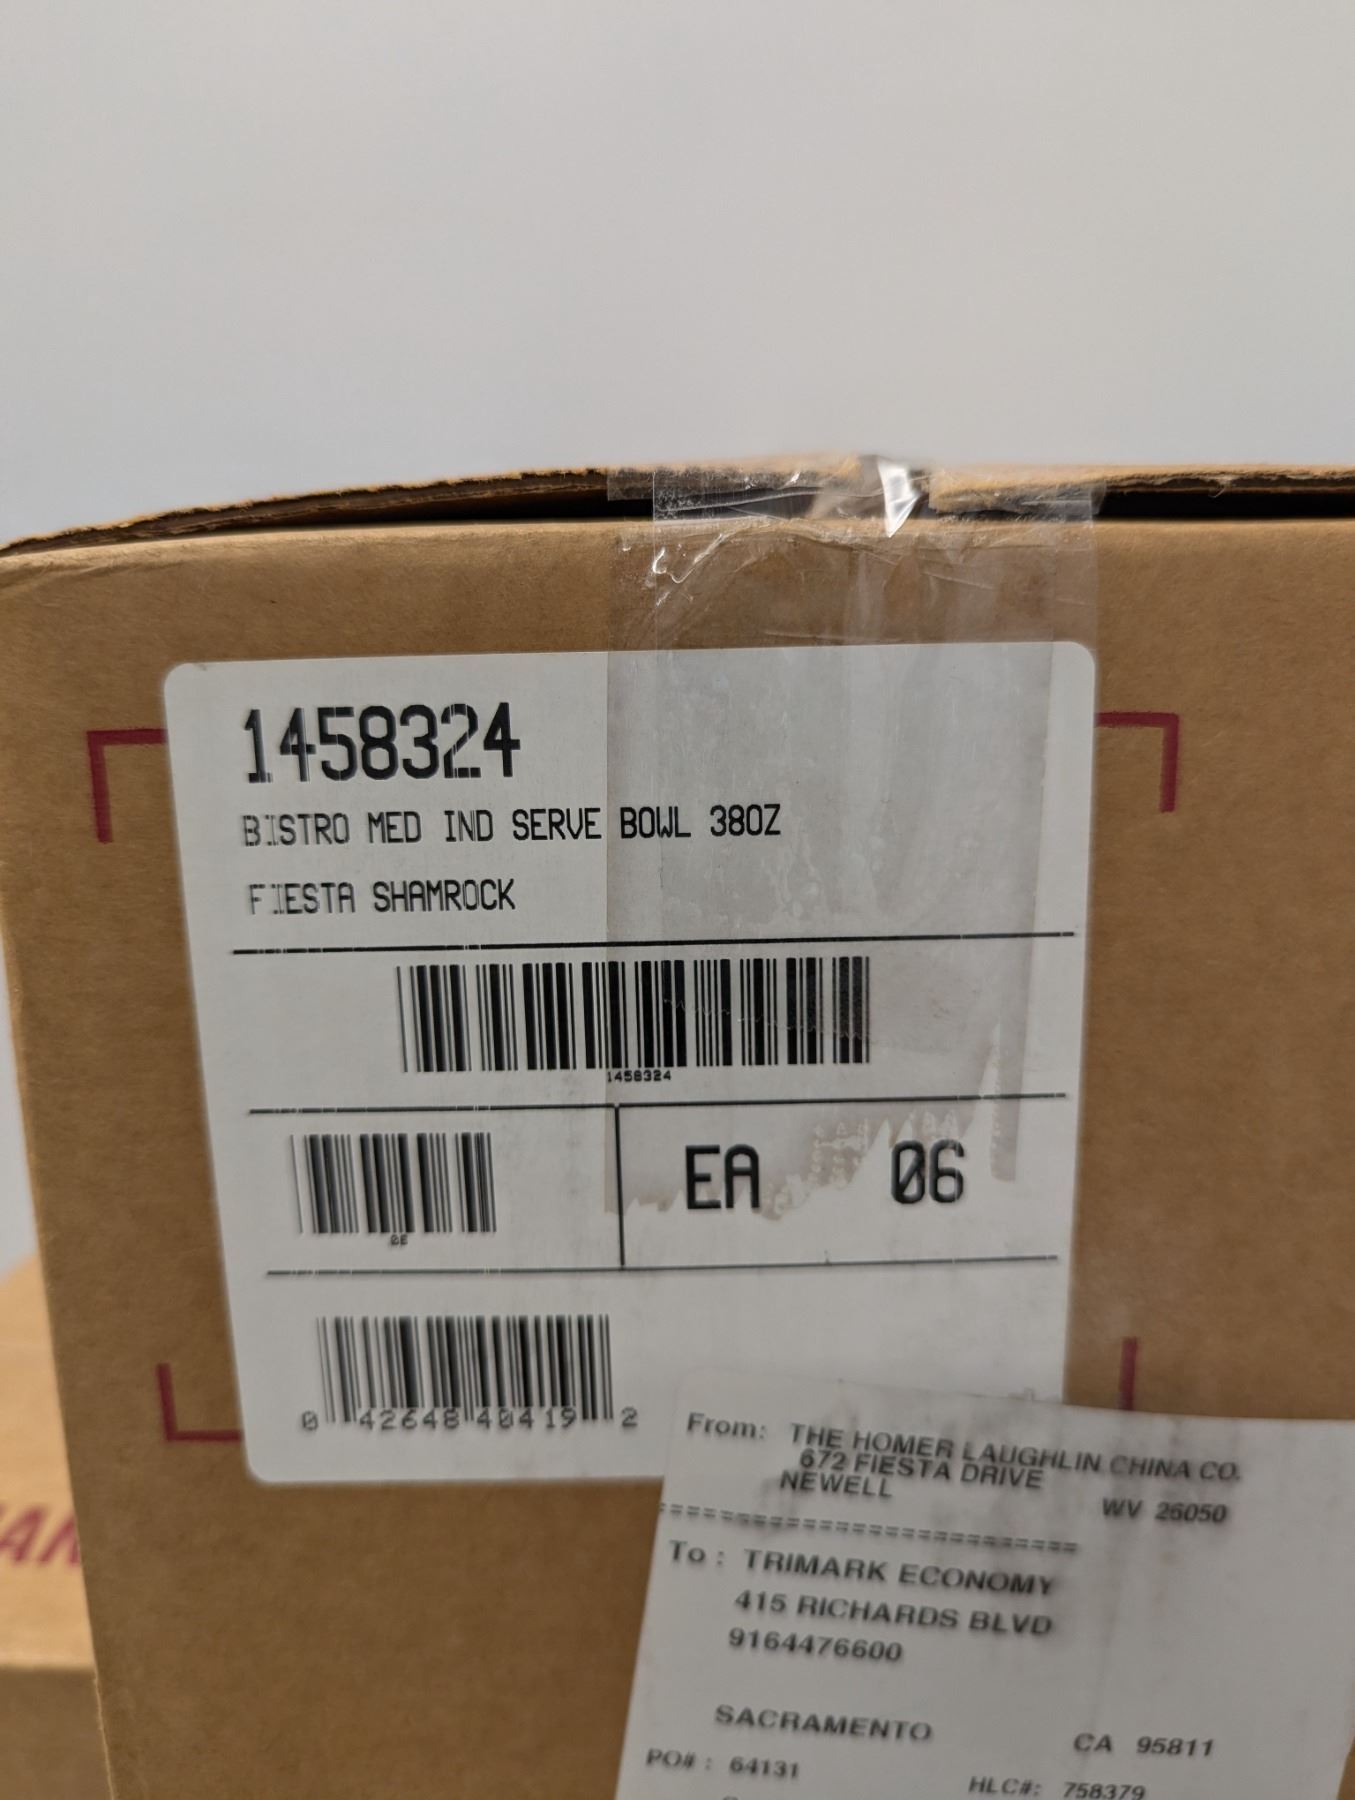 1458324
BISTRO MED IND SERVE BOWL 38OZ
FIESTA SHAMROCK
1458324
EA 06
0 42648 40419 2
From: THE HOMER LAUGHLIN CHINA CO.
672 FIESTA DRIVE
NEWELL WV 26050
==========================
To : TRIMARK ECONOMY
415 RICHARDS BLVD
9164476600
SACRAMENTO CA 95811
PO# : 64131 HLC#: 758379